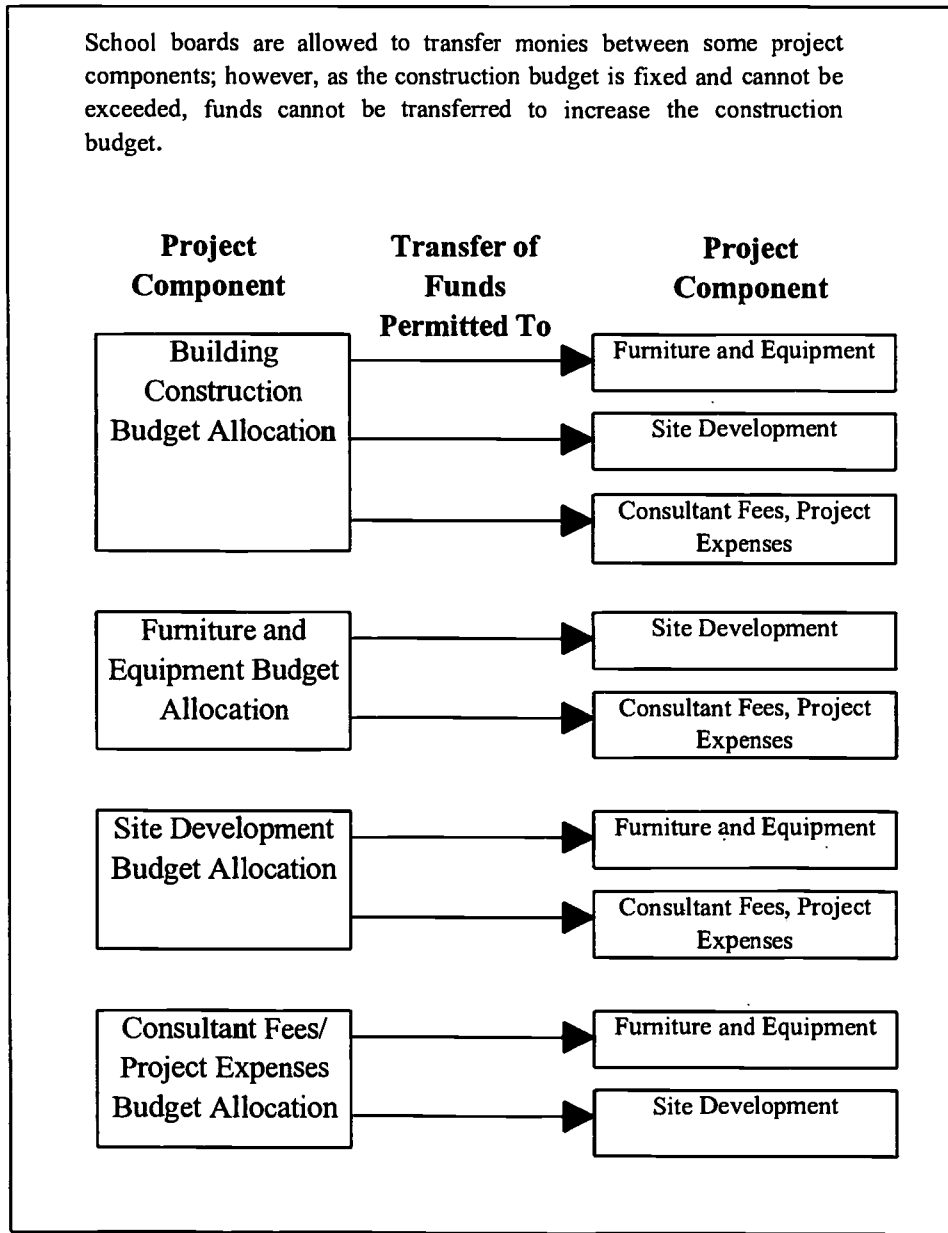 School boards are allowed to transfer monies between some project
components; however, as the construction budget is fixed and cannot be
exceeded, funds cannot be transferred to increase the construction
budget.
Project
Component
Transfer of
Funds
Permitted To
Project
Component
Building
Construction
Budget Allocation
Furniture and Equipment
Site Development
Consultant Fees, Project
Expenses
Furniture and
Equipment Budget
Allocation
Site Development
Consultant Fees, Project
Expenses
Site Development
Budget Allocation
Furniture and Equipment
Consultant Fees, Project
Expenses
Consultant Fees/
Project Expenses
Budget Allocation
Furniture and Equipment
Site Development